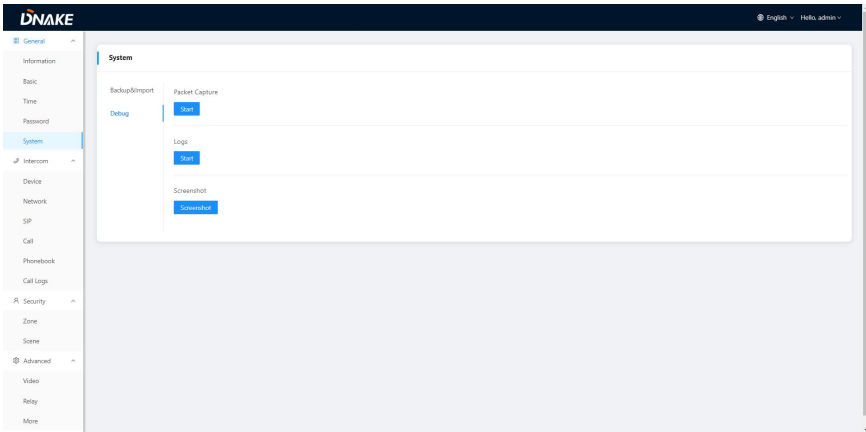 DNAKE
English
Hello, admin
General
Information
Basic
Time
Password
System
Intercom
Device
Network
SIP
Call
Phonebook
Call Logs
Security
Zone
Scene
Advanced
Video
Relay
More
System
Backup&Import
Debug
Packet Capture
Start
Logs
Start
Screenshot
Screenshot